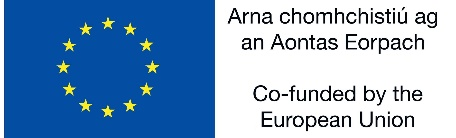 Arna chomhchistiú ag
an Aontas Eorpach
Co-funded by the
European Union